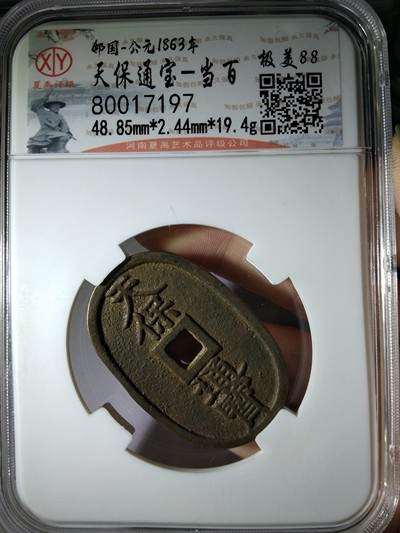 邻国-公元1863年
天保通宝-当百 极美88
XY
夏禹评级
80017197
48.85mm*2.44mm*19.4g
河南夏禹艺术品评级公司
天保
通寳